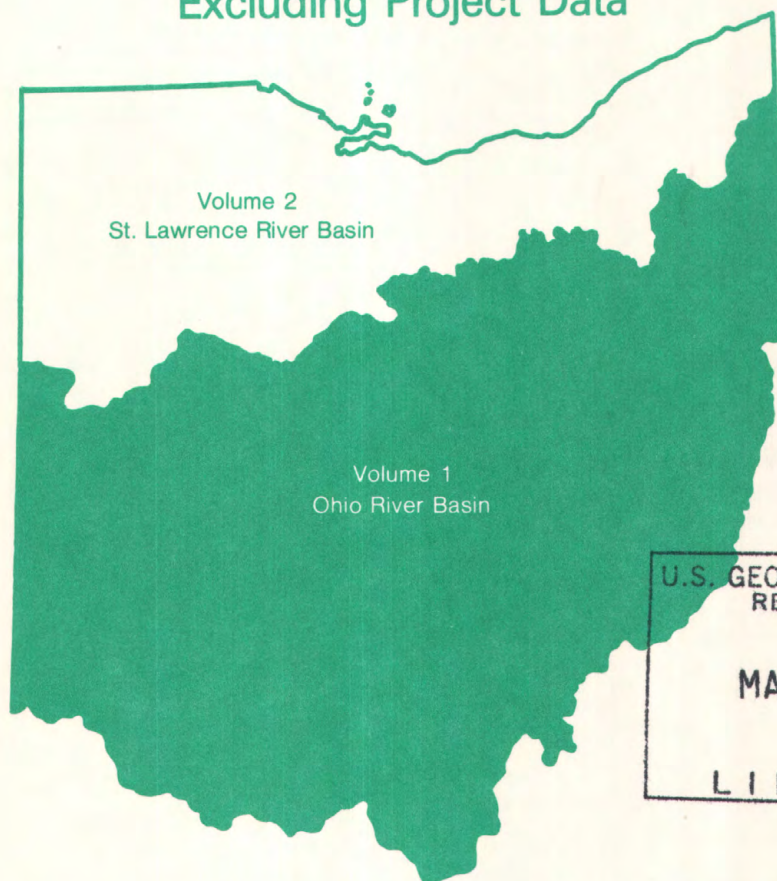 Excluding Project Data
Volume 2
St. Lawrence River Basin
Volume 1
Ohio River Basin
U.S. GEO
RE
MA
L I